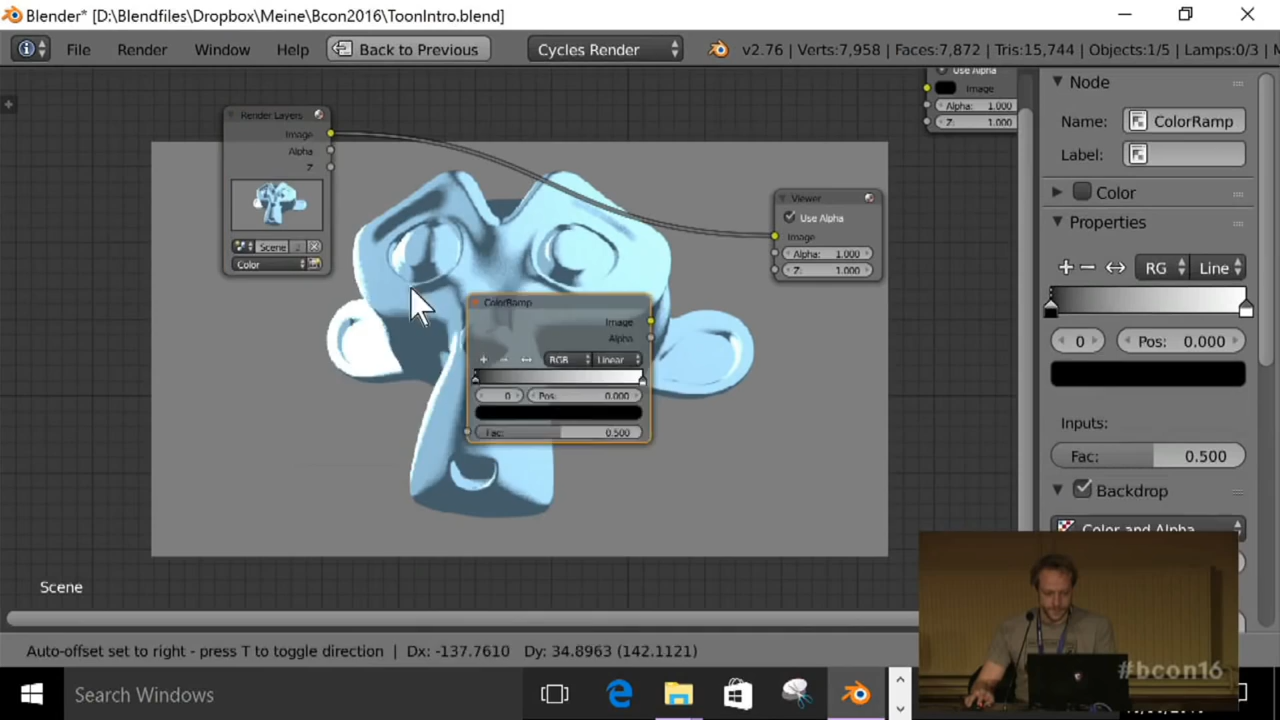 Blender* [D:\Blendfiles\Dropbox\Meine\Bcon2016\ToonIntro.blend]
File Render Window Help Back to Previous Cycles Render v2.76 | Verts:7,958 | Faces:7,872 | Tris:15,744 | Objects:1/5 | Lamps:0/3
Use Alpha
Image
Alpha: 1.000
Z: 1.000
Render Layers
Image
Alpha
Z
Scene 2
Color
Viewer
Use Alpha
Image
Alpha: 1.000
Z: 1.000
ColorRamp
Image
Alpha
RGB Linear
0 Pos: 0.000
Fac: 0.500
Node
Name: ColorRamp
Label:
Color
Properties
RG Line
0 Pos: 0.000
Inputs:
Fac: 0.500
Backdrop
Color and Alpha
Scene
#bcon16
Auto-offset set to right - press T to toggle direction | Dx: -137.7610 Dy: 34.8963 (142.1121)
Search Windows